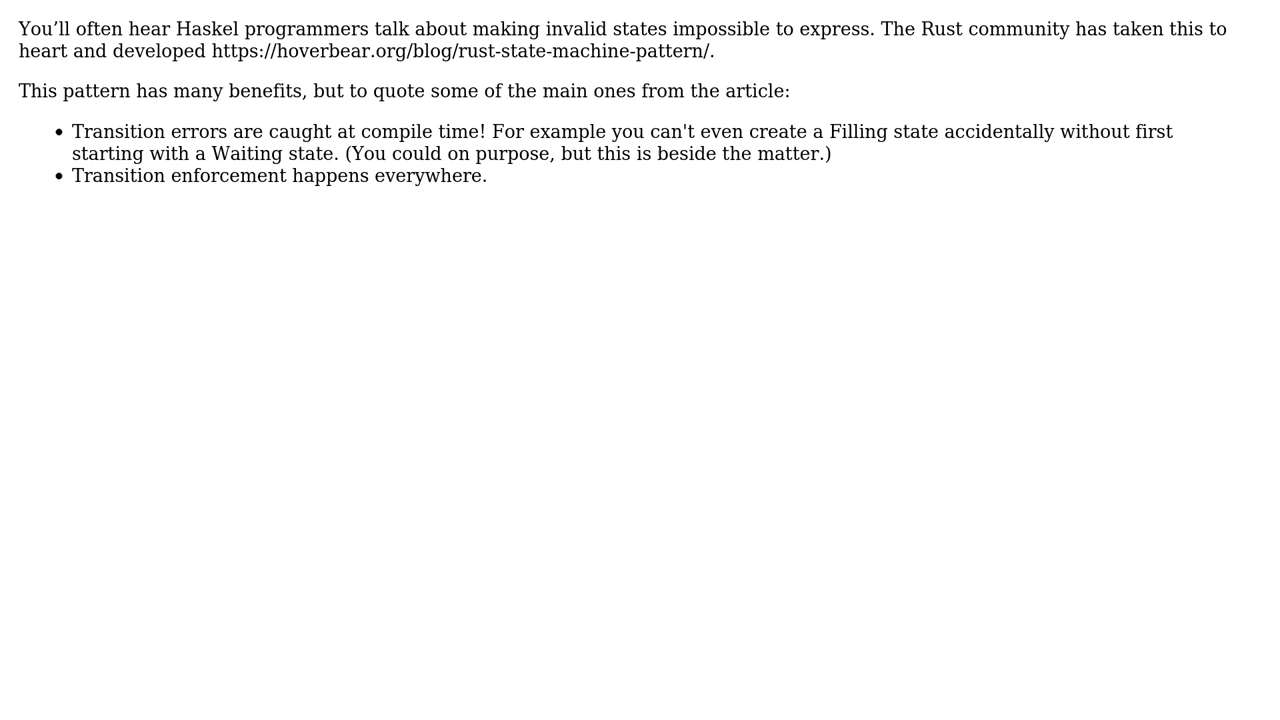 You’ll often hear Haskel programmers talk about making invalid states impossible to express. The Rust community has taken this to
heart and developed https://hoverbear.org/blog/rust-state-machine-pattern/.
This pattern has many benefits, but to quote some of the main ones from the article:
• Transition errors are caught at compile time! For example you can't even create a Filling state accidentally without first
starting with a Waiting state. (You could on purpose, but this is beside the matter.)
• Transition enforcement happens everywhere.